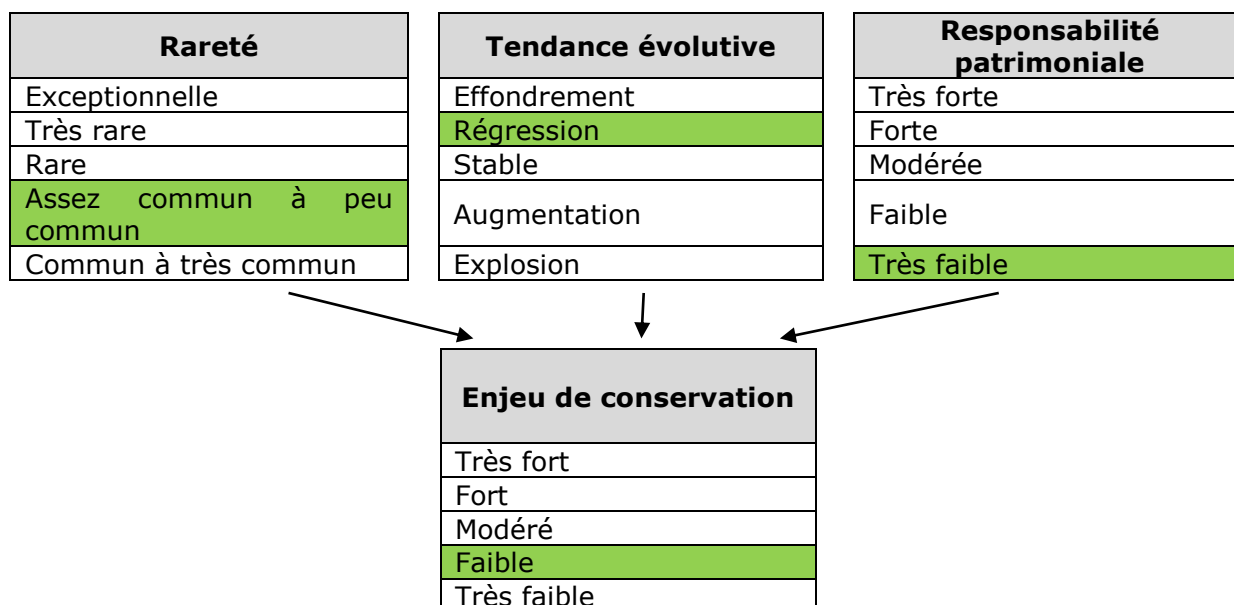 Rareté
Exceptionnelle
Très rare
Rare
Assez commun à peu
commun
Commun à très commun
Tendance évolutive
Effondrement
Régression
Stable
Augmentation
Explosion
Responsabilité
patrimoniale
Très forte
Forte
Modérée
Faible
Très faible
Enjeu de conservation
Très fort
Fort
Modéré
Faible
Très faible